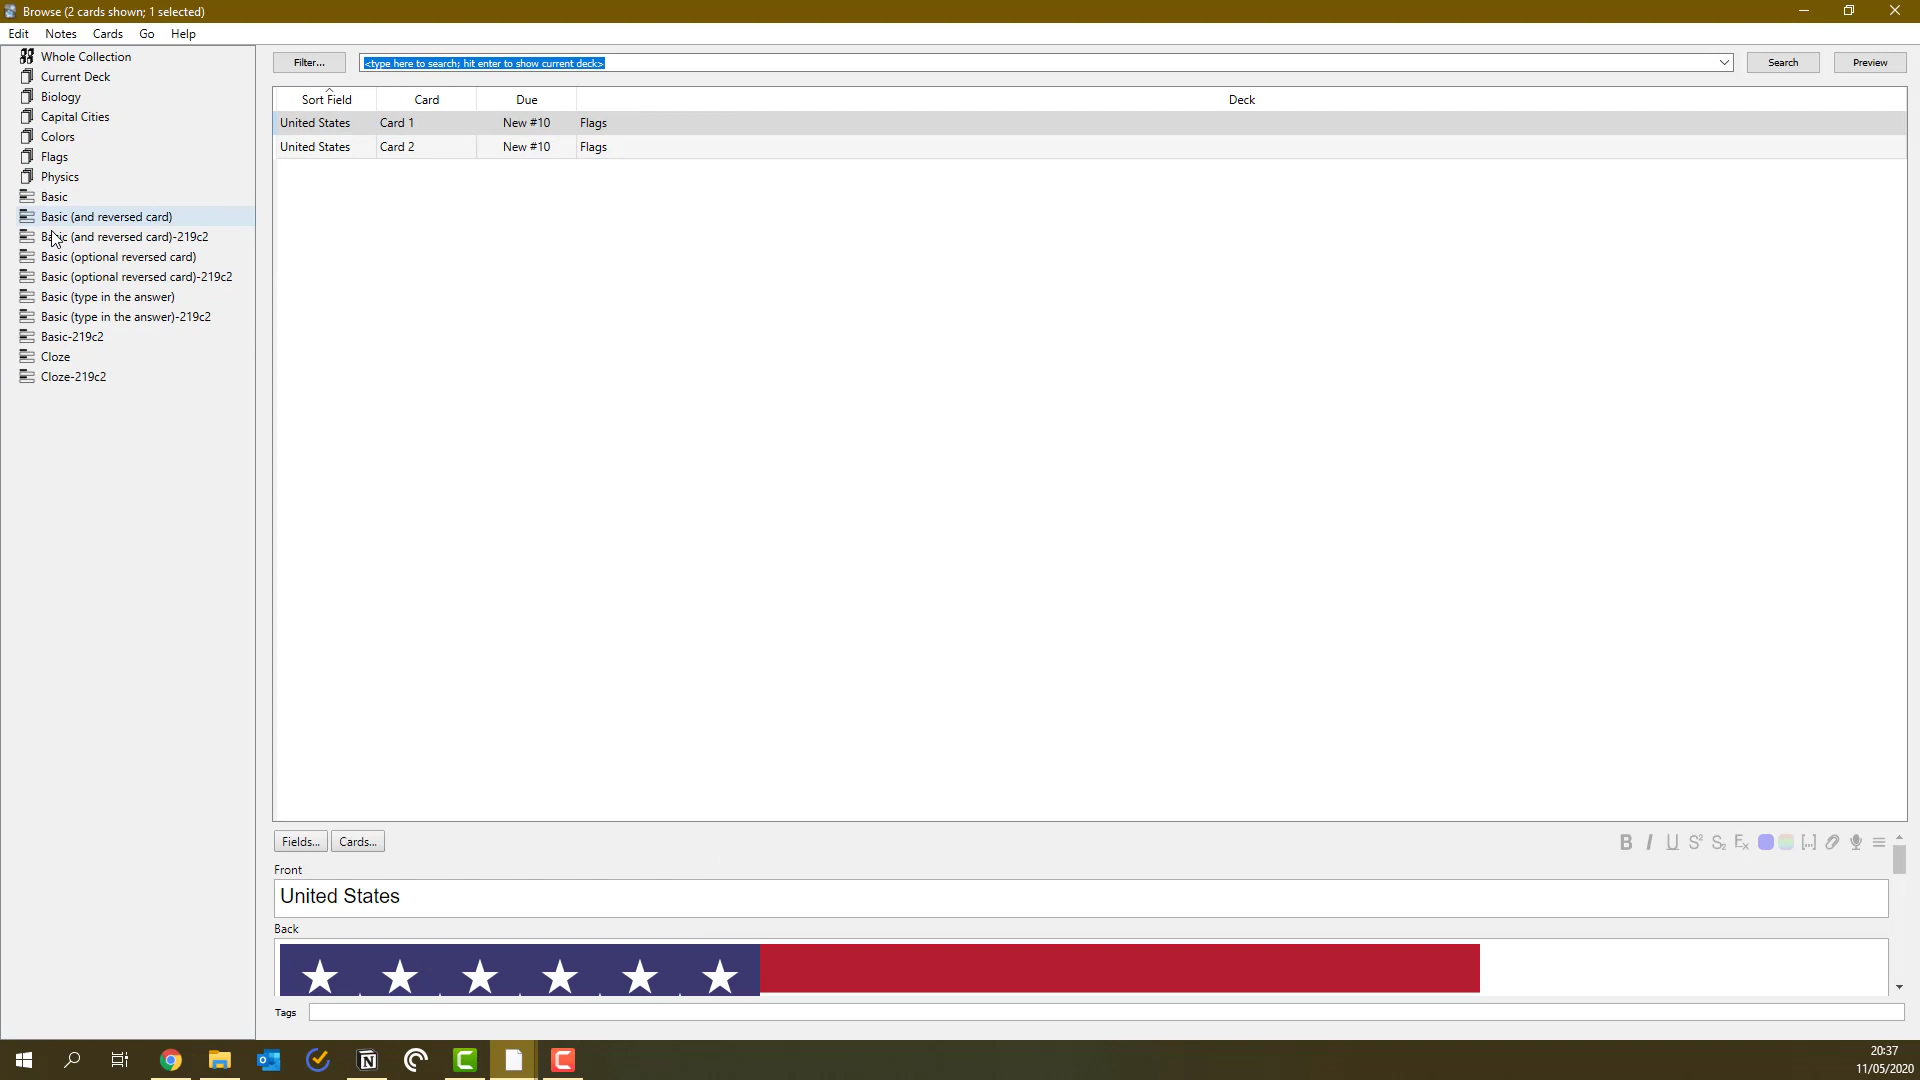 Browse (2 cards shown; 1 selected)
Edit Notes Cards Go Help
Whole Collection
Current Deck
Biology
Capital Cities
Colors
Flags
Physics
Basic
Basic (and reversed card)
Basic (and reversed card)-219c2
Basic (optional reversed card)
Basic (optional reversed card)-219c2
Basic (type in the answer)
Basic (type in the answer)-219c2
Basic-219c2
Cloze
Cloze-219c2
Filter... <type here to search; hit enter to show current deck> Search Preview
Sort Field Card Due Deck
United States Card 1 New #10 Flags
United States Card 2 New #10 Flags
Fields... Cards...
Front
United States
Back
Tags
20:37
11/05/2020